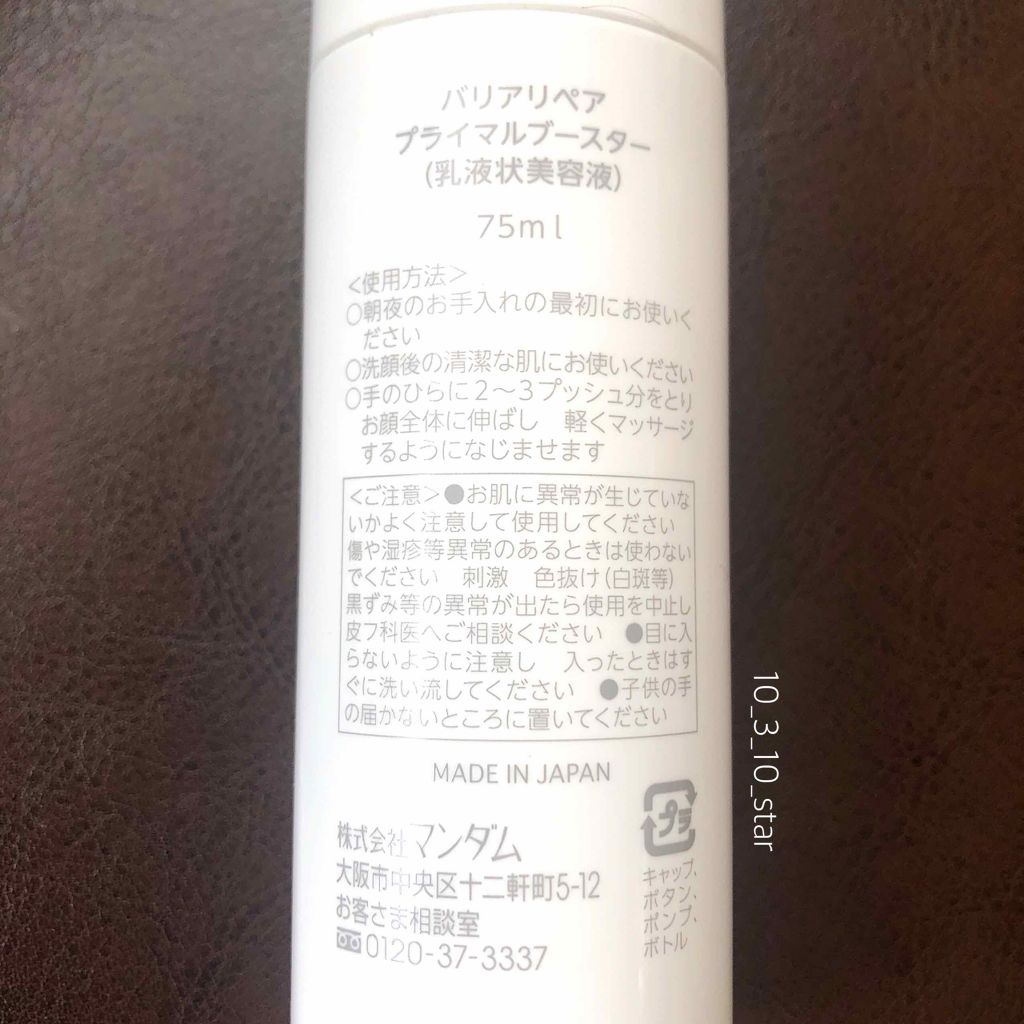 バリアリペア
プライマルブースター
(乳液状美容液)
75ml
<使用方法>
○朝夜のお手入れの最初にお使いく
ださい
○洗顔後の清潔な肌にお使いください
○手のひらに2~3プッシュ分をとり
お顔全体に伸ばし 軽くマッサージ
するようになじませます
<ご注意>●お肌に異常が生じていな
いかよく注意して使用してください
傷や湿疹等異常のあるときは使わない
でください 刺激 色抜け(白斑等)
黒ずみ等の異常が出たら使用を中止し
皮フ科医へご相談ください ●目に入
らないように注意し 入ったときはす
ぐに洗い流してください ●子供の手
の届かないところに置いてください
MADE IN JAPAN
株式会社マンダム
大阪市中央区十二軒町5-12
お客さま相談室
0120-37-3337
プラ
キャップ、
ボタン、
ポンプ、
ボトル
10_3_10_star